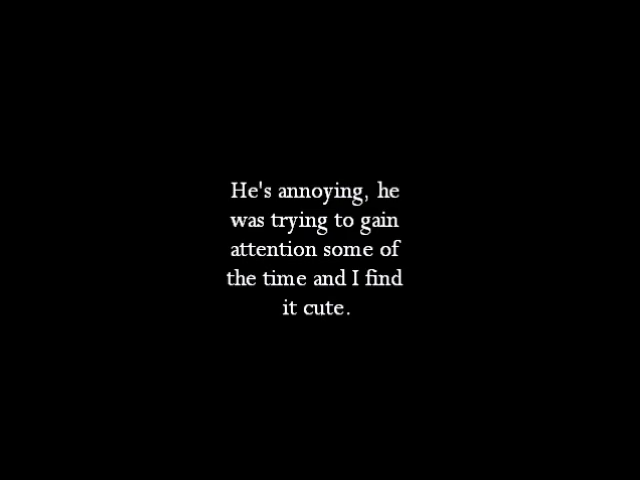 He's annoying, he
was trying to gain
attention some of
the time and I find
it cute.